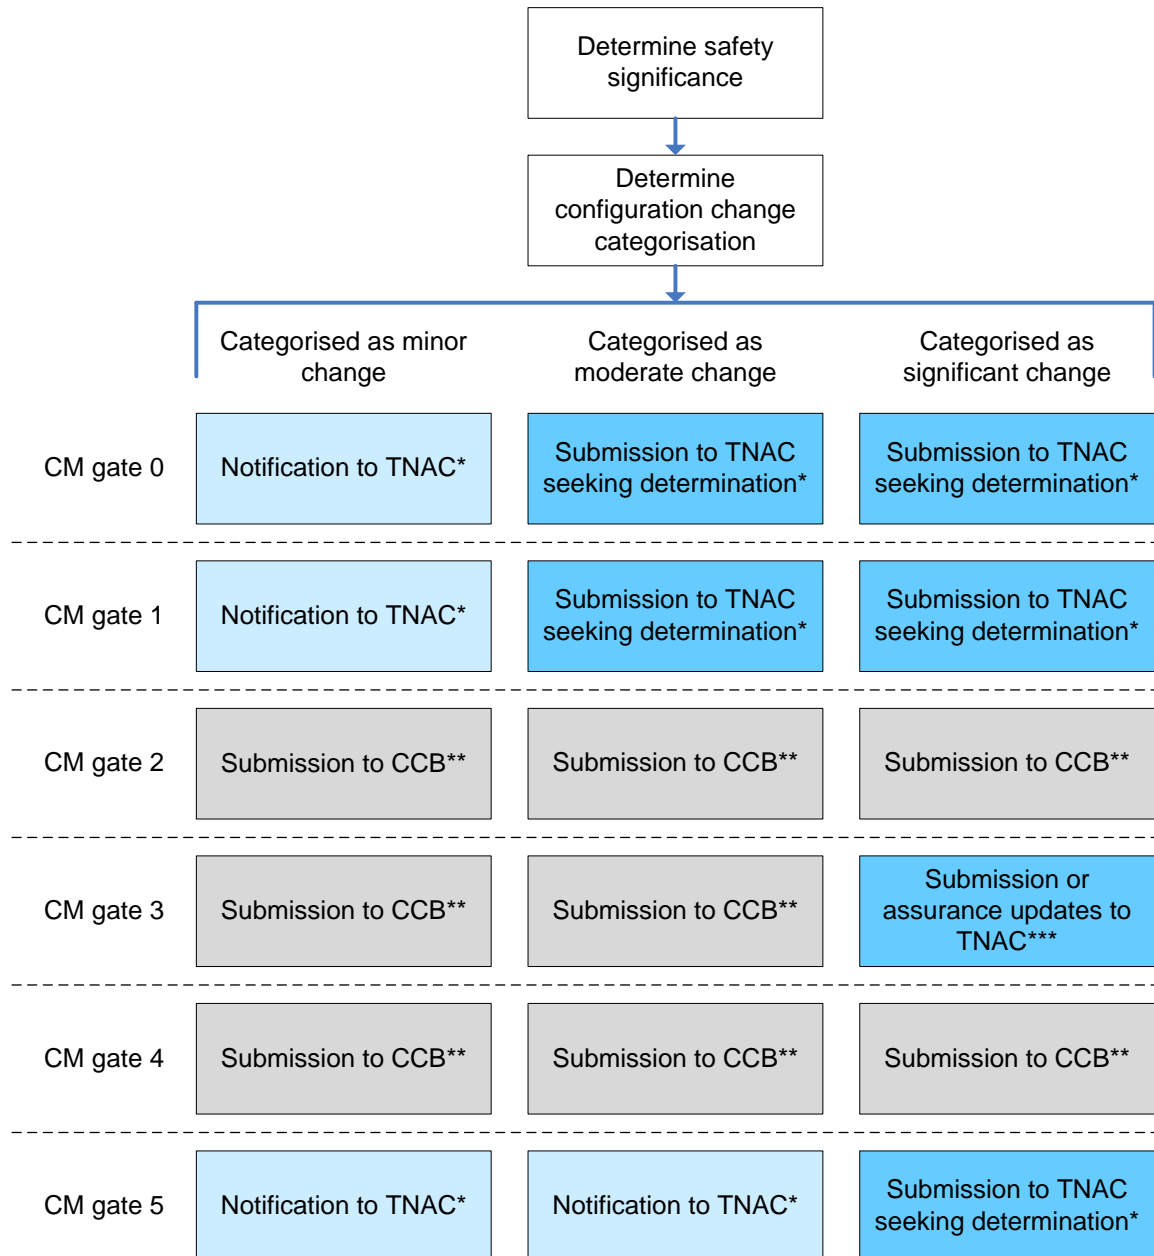 Determine safety
significance
Determine
configuration change
categorisation
Categorised as minor
change
Categorised as
moderate change
Categorised as
significant change
CM gate 0
Notification to TNAC*
Submission to TNAC
seeking determination*
Submission to TNAC
seeking determination*
CM gate 1
Notification to TNAC*
Submission to TNAC
seeking determination*
Submission to TNAC
seeking determination*
CM gate 2
Submission to CCB**
Submission to CCB**
Submission to CCB**
CM gate 3
Submission to CCB**
Submission to CCB**
Submission or
assurance updates to
TNAC***
CM gate 4
Submission to CCB**
Submission to CCB**
Submission to CCB**
CM gate 5
Notification to TNAC*
Notification to TNAC*
Submission to TNAC
seeking determination*